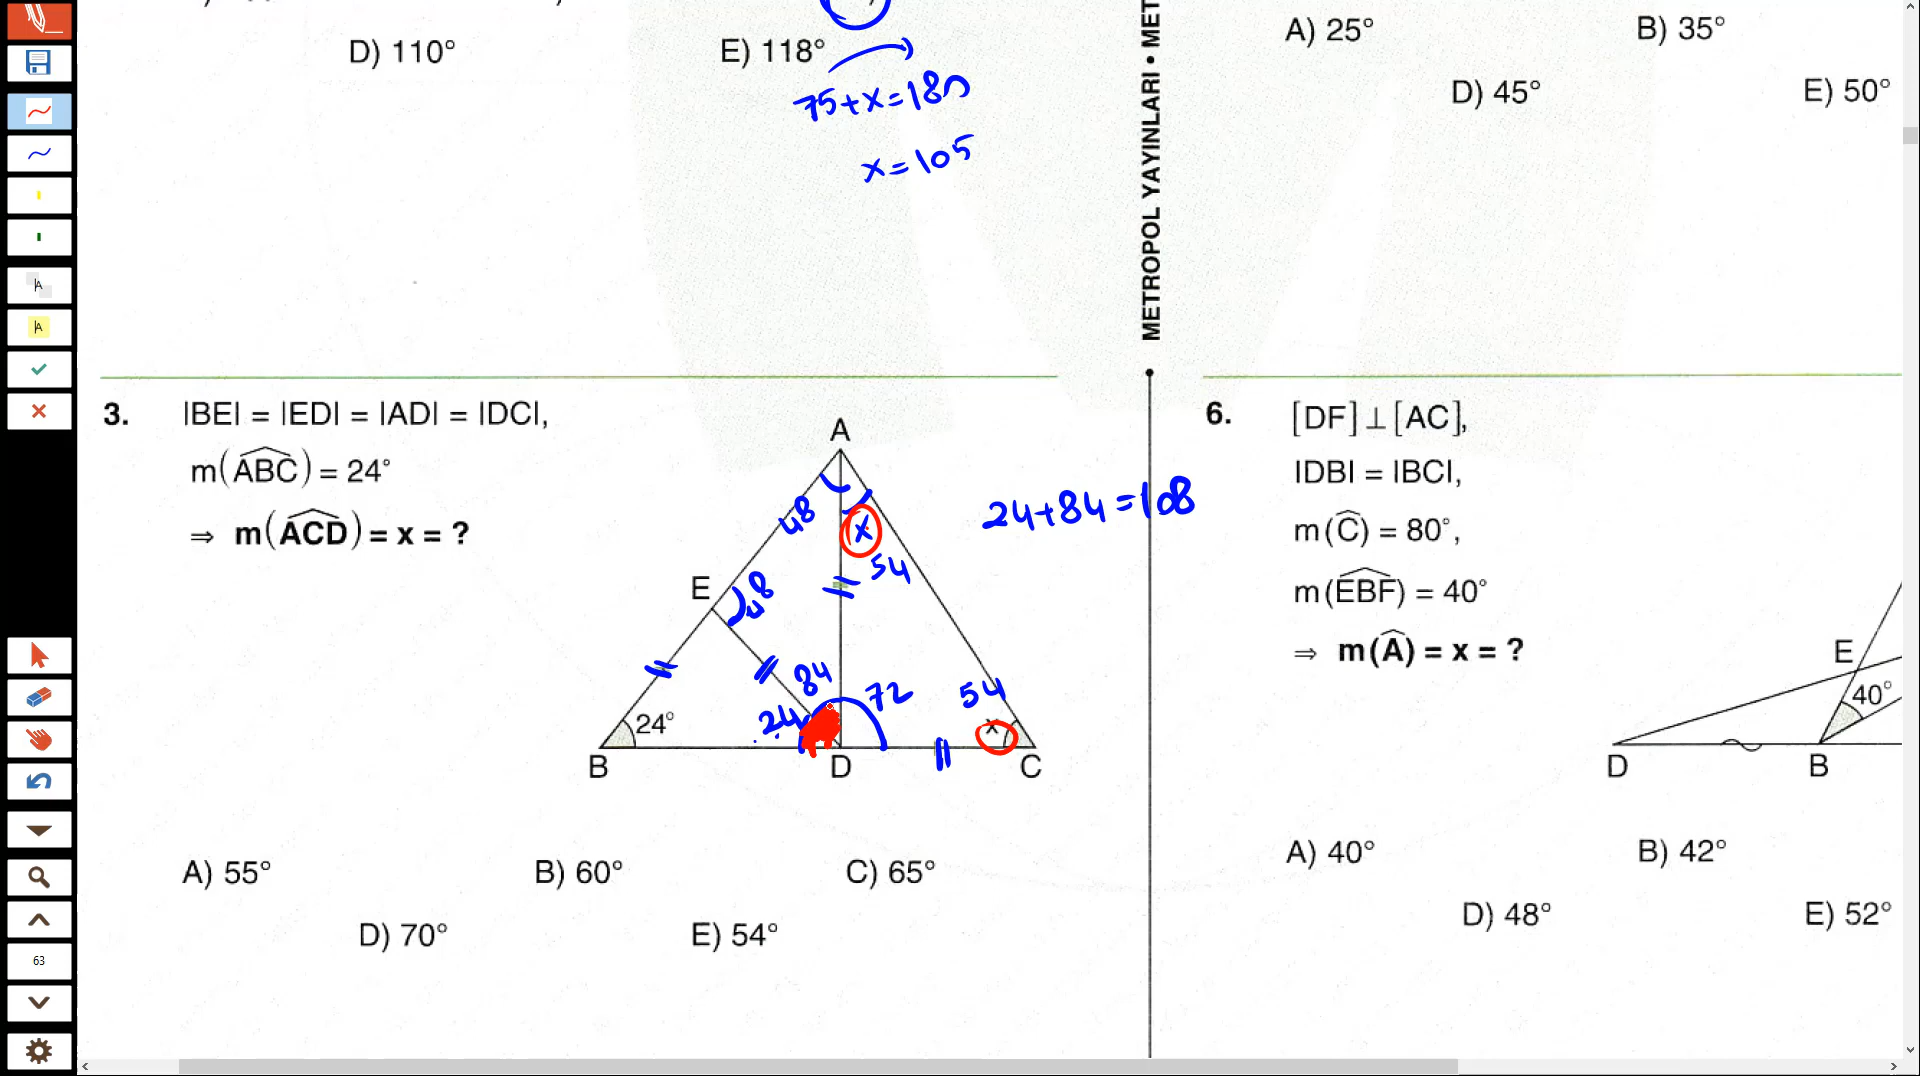 D) 110°
E) 118°
75+x=180
x=105
METROPOL YAYINLARI • MET
A) 25°
B) 35°
D) 45°
E) 50°
3.
|BE| = |ED| = |AD| = |DC|,
m(ABC) = 24°
⇒ m(ACD) = x = ?
A
48
x
54
E
48
84
24
72
54
x
24°
B
D
C
24+84=108
A) 55°
B) 60°
C) 65°
D) 70°
E) 54°
6.
[DF] ⊥ [AC],
|DB| = |BC|,
m(C) = 80°,
m(EBF) = 40°
⇒ m(A) = x = ?
E
40°
D
B
A) 40°
B) 42°
D) 48°
E) 52°
A
A
63